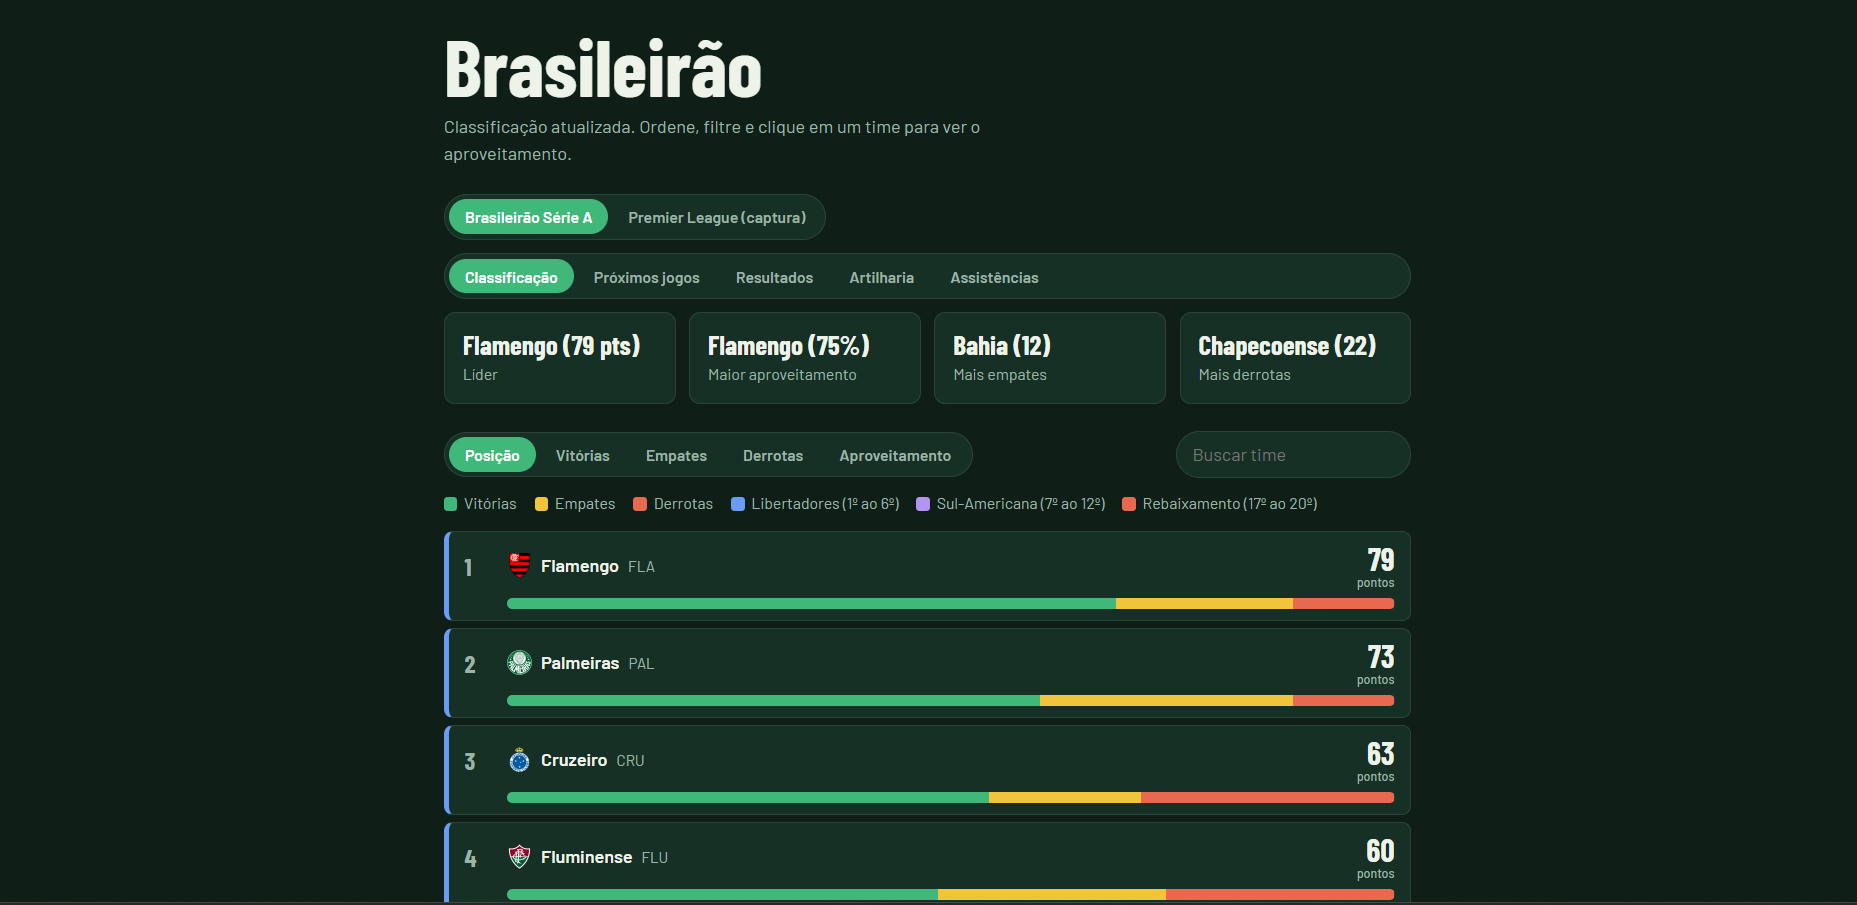 Brasileirão
Classificação atualizada. Ordene, filtre e clique em um time para ver o
aproveitamento.
Brasileirão Série A
Premier League (captura)
Classificação
Próximos jogos
Resultados
Artilharia
Assistências
Flamengo (79 pts)
Líder
Flamengo (75%)
Maior aproveitamento
Bahia (12)
Mais empates
Chapecoense (22)
Mais derrotas
Posição
Vitórias
Empates
Derrotas
Aproveitamento
Buscar time
Vitórias
Empates
Derrotas
Libertadores (1º ao 6º)
Sul-Americana (7º ao 12º)
Rebaixamento (17º ao 20º)
1
Flamengo FLA
79
pontos
2
Palmeiras PAL
73
pontos
3
Cruzeiro CRU
63
pontos
4
Fluminense FLU
60
pontos